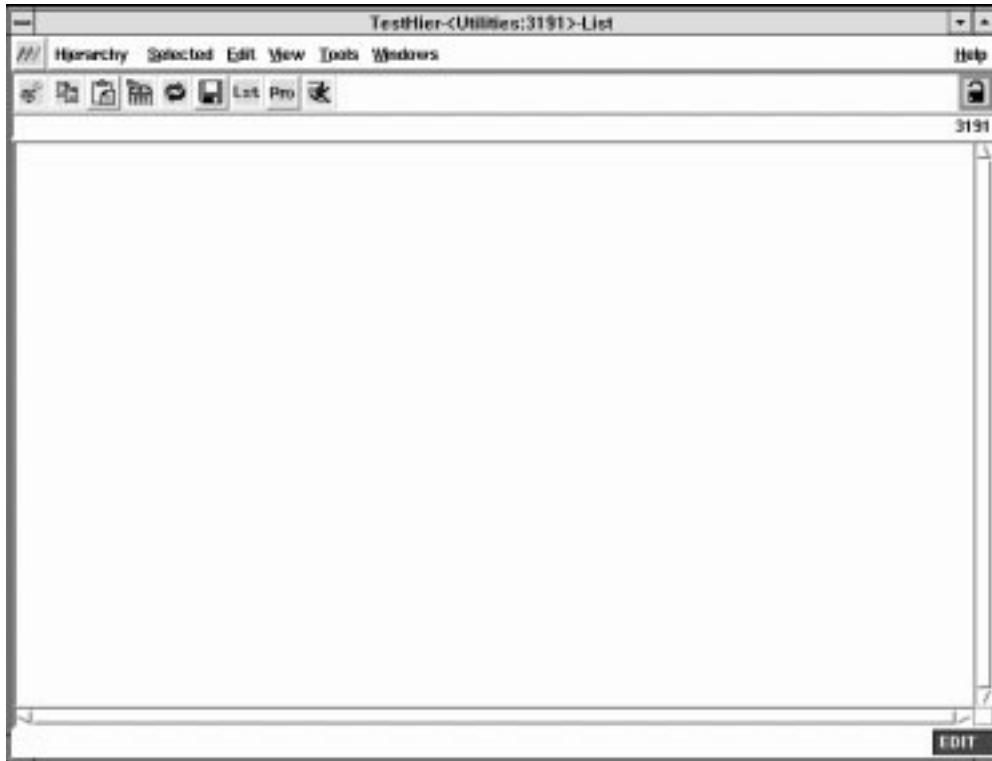 TestHier-<Utilities:3191>-List
Hierarchy Selected Edit View Tools Windows Help
Lst Pro
3191
EDIT